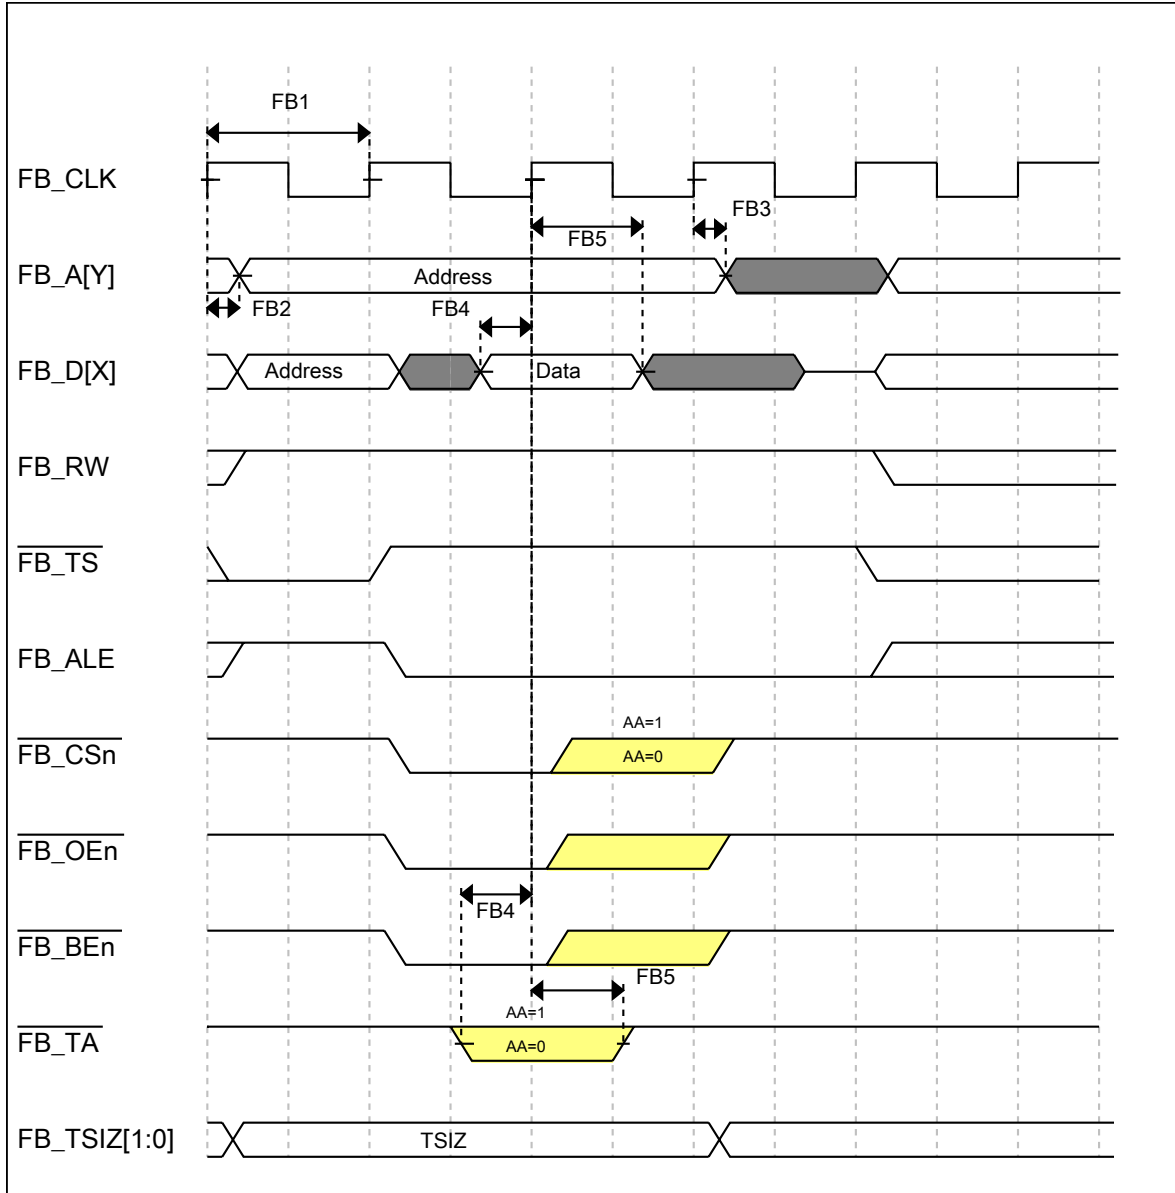 FB1
FB_CLK
FB3
FB5
FB_A[Y]
Address
FB2
FB4
FB_D[X]
Address
Data
FB_RW
FB_TS
FB_ALE
AA=1
FB_CSn
AA=0
FB_OEn
FB4
FB_BEn
FB5
AA=1
FB_TA
AA=0
FB_TSIZ[1:0]
TSIZ